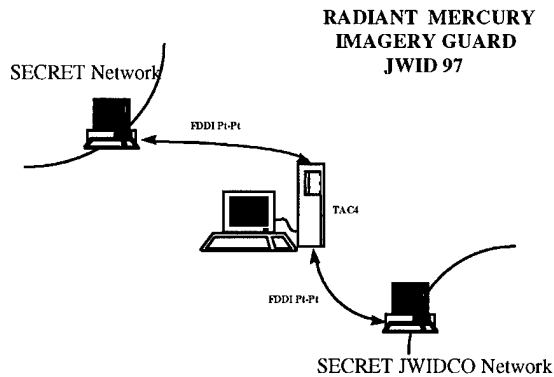 RADIANT MERCURY
IMAGERY GUARD
JWID 97
SECRET Network
FDDI Pt-Pt
TAC4
FDDI Pt-Pt
SECRET JWIDCO Network